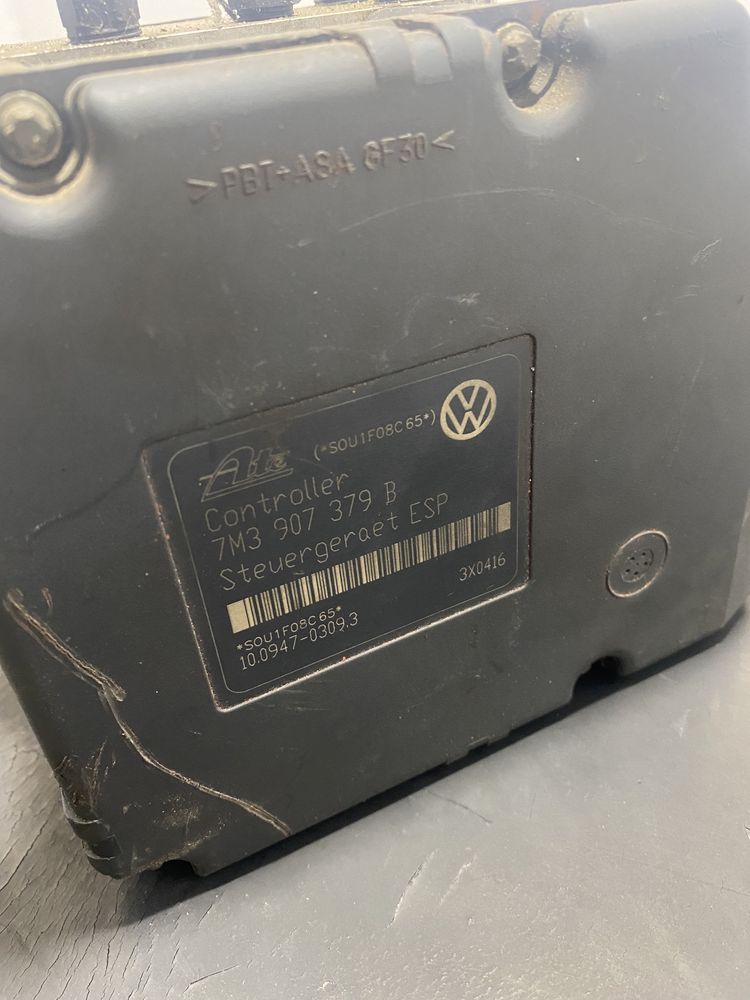 >PBT+ASA GF30<
Ate (*SOU1F08C65*)
Controller
7M3 907 379 B
Steuergeraet ESP
3X0416
*SOU1F08C65*
10.0947-0309.3